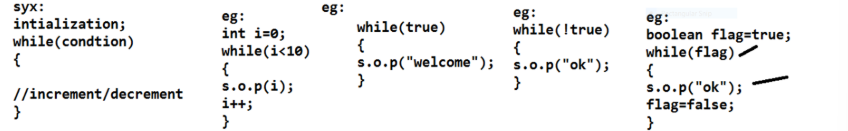 syx:
intialization;
while(condtion)
{
//increment/decrement
}
eg:
int i=0;
while(i<10)
{
s.o.p(i);
i++;
}
eg:
while(true)
{
s.o.p("welcome");
}
eg:
while(!true)
{
s.o.p("ok");
}
eg:
boolean flag=true;
while(flag)
{
s.o.p("ok");
flag=false;
}